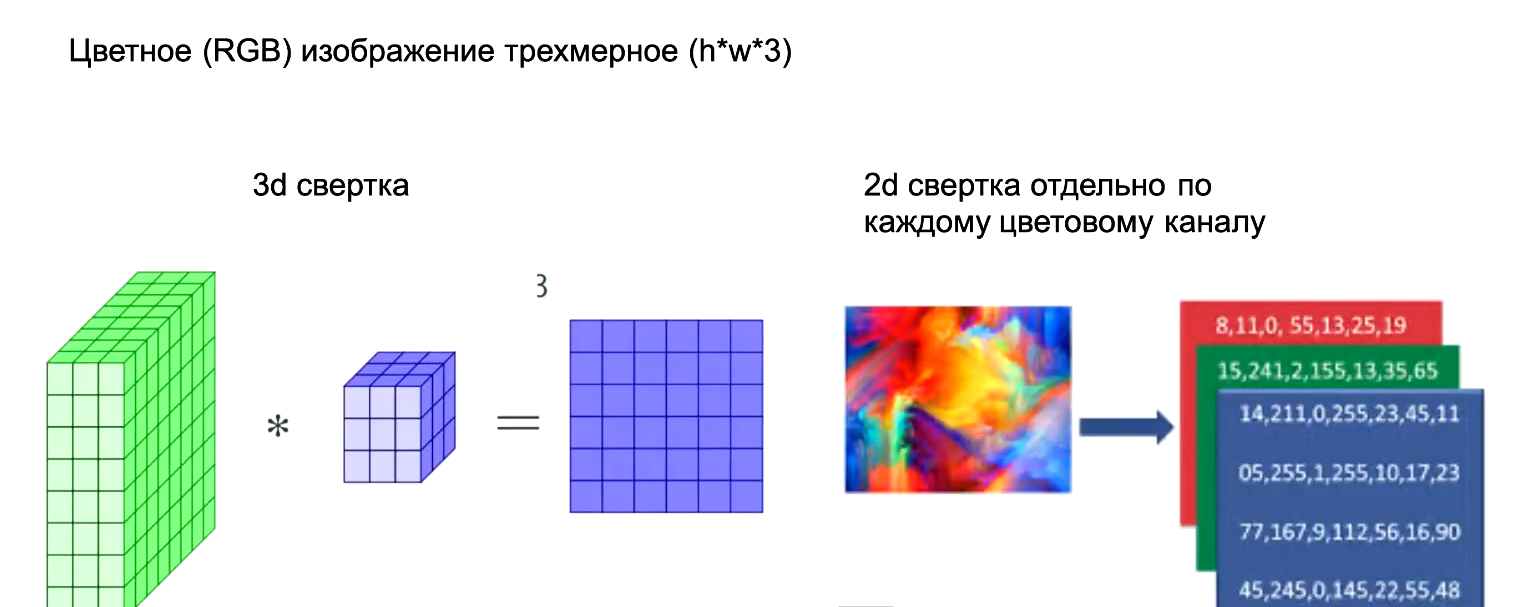 Цветное (RGB) изображение трехмерное (h*w*3)
3d свертка
2d свертка отдельно по
каждому цветовому каналу
3
*
=
8,11,0, 55,13,25,19
15,241,2,155,13,35,65
14,211,0,255,23,45,11
05,255,1,255,10,17,23
77,167,9,112,56,16,90
45,245,0,145,22,55,48